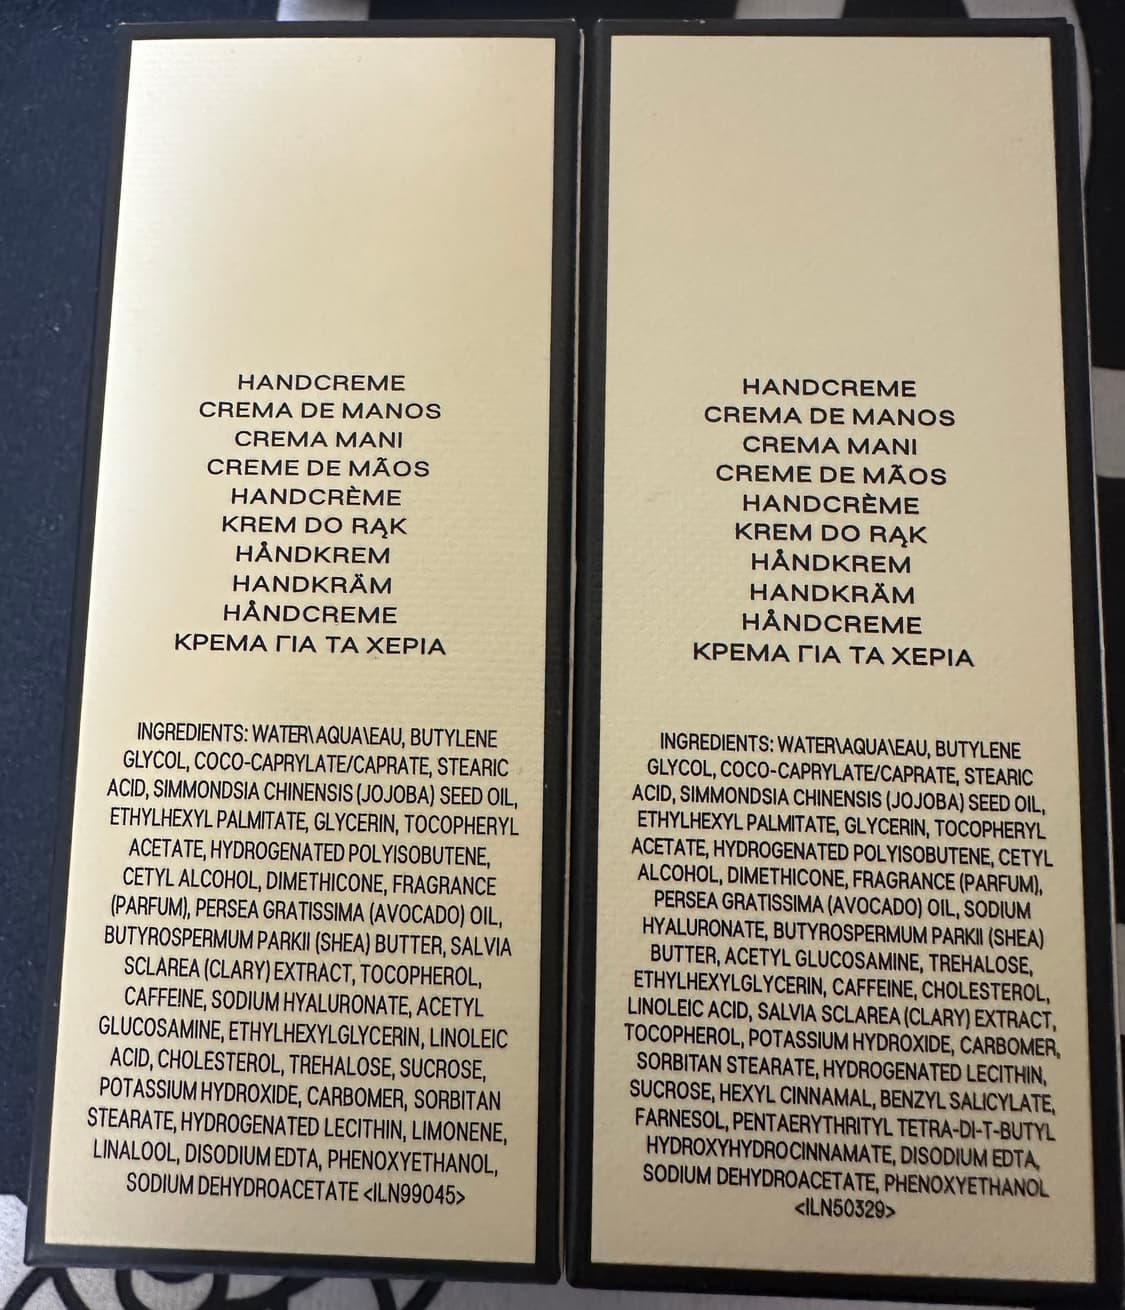 HANDCREME
CREMA DE MANOS
CREMA MANI
CREME DE MÃOS
HANDCRÈME
KREM DO RĄK
HÅNDKREM
HANDKRÄM
HÅNDCREME
ΚΡΕΜΑ ΓΙΑ ΤΑ ΧΕΡΙΑ
INGREDIENTS: WATER\AQUA\EAU, BUTYLENE
GLYCOL, COCO-CAPRYLATE/CAPRATE, STEARIC
ACID, SIMMONDSIA CHINENSIS (JOJOBA) SEED OIL,
ETHYLHEXYL PALMITATE, GLYCERIN, TOCOPHERYL
ACETATE, HYDROGENATED POLYISOBUTENE,
CETYL ALCOHOL, DIMETHICONE, FRAGRANCE
(PARFUM), PERSEA GRATISSIMA (AVOCADO) OIL,
BUTYROSPERMUM PARKII (SHEA) BUTTER, SALVIA
SCLAREA (CLARY) EXTRACT, TOCOPHEROL,
CAFFEINE, SODIUM HYALURONATE, ACETYL
GLUCOSAMINE, ETHYLHEXYLGLYCERIN, LINOLEIC
ACID, CHOLESTEROL, TREHALOSE, SUCROSE,
POTASSIUM HYDROXIDE, CARBOMER, SORBITAN
STEARATE, HYDROGENATED LECITHIN, LIMONENE,
LINALOOL, DISODIUM EDTA, PHENOXYETHANOL,
SODIUM DEHYDROACETATE <ILN99045>
HANDCREME
CREMA DE MANOS
CREMA MANI
CREME DE MÃOS
HANDCRÈME
KREM DO RĄK
HÅNDKREM
HANDKRÄM
HÅNDCREME
ΚΡΕΜΑ ΓΙΑ ΤΑ ΧΕΡΙΑ
INGREDIENTS: WATER\AQUA\EAU, BUTYLENE
GLYCOL, COCO-CAPRYLATE/CAPRATE, STEARIC
ACID, SIMMONDSIA CHINENSIS (JOJOBA) SEED OIL,
ETHYLHEXYL PALMITATE, GLYCERIN, TOCOPHERYL
ACETATE, HYDROGENATED POLYISOBUTENE, CETYL
ALCOHOL, DIMETHICONE, FRAGRANCE (PARFUM),
PERSEA GRATISSIMA (AVOCADO) OIL, SODIUM
HYALURONATE, BUTYROSPERMUM PARKII (SHEA)
BUTTER, ACETYL GLUCOSAMINE, TREHALOSE,
ETHYLHEXYLGLYCERIN, CAFFEINE, CHOLESTEROL,
LINOLEIC ACID, SALVIA SCLAREA (CLARY) EXTRACT,
TOCOPHEROL, POTASSIUM HYDROXIDE, CARBOMER,
SORBITAN STEARATE, HYDROGENATED LECITHIN,
SUCROSE, HEXYL CINNAMAL, BENZYL SALICYLATE,
FARNESOL, PENTAERYTHRITYL TETRA-DI-T-BUTYL
HYDROXYHYDROCINNAMATE, DISODIUM EDTA,
SODIUM DEHYDROACETATE, PHENOXYETHANOL
<ILN50329>